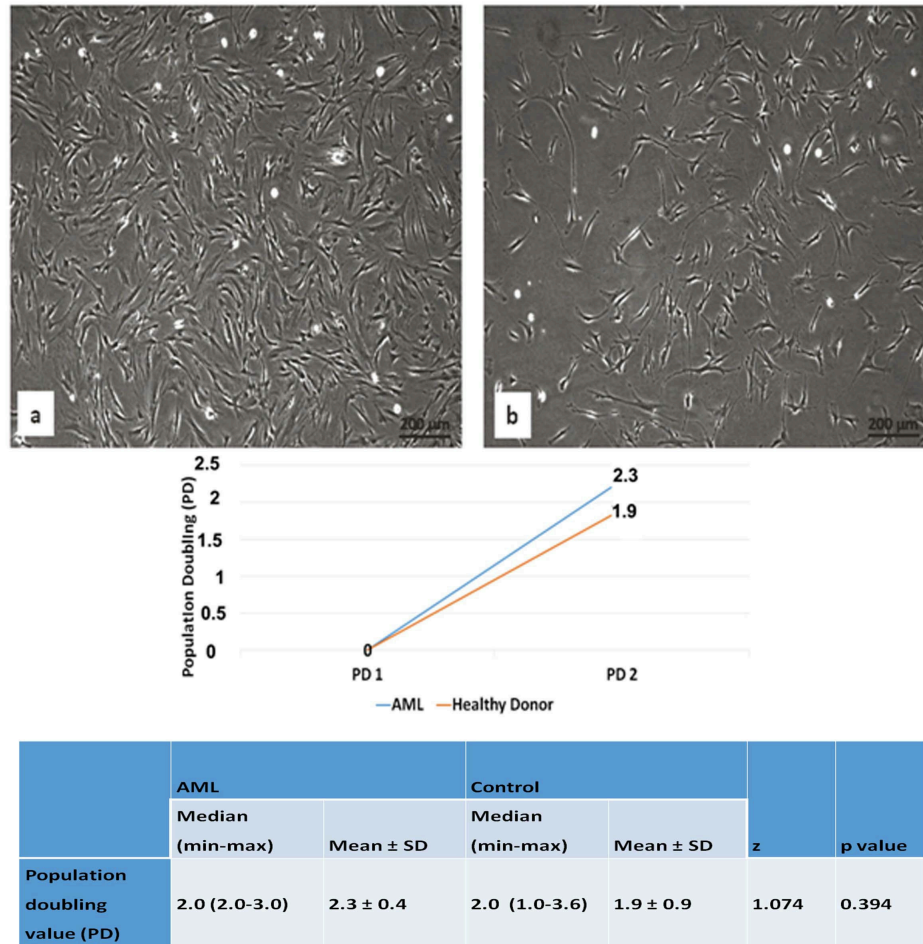 a
200 µm
b
200 µm
Population Doubling (PD)
2.5
2
1.5
1
0.5
0
0
2.3
1.9
PD 1
PD 2
AML
Healthy Donor
AML
Control
z
p value
Median
(min-max)
Mean ± SD
Median
(min-max)
Mean ± SD
Population
doubling
value (PD)
2.0 (2.0-3.0)
2.3 ± 0.4
2.0 (1.0-3.6)
1.9 ± 0.9
1.074
0.394